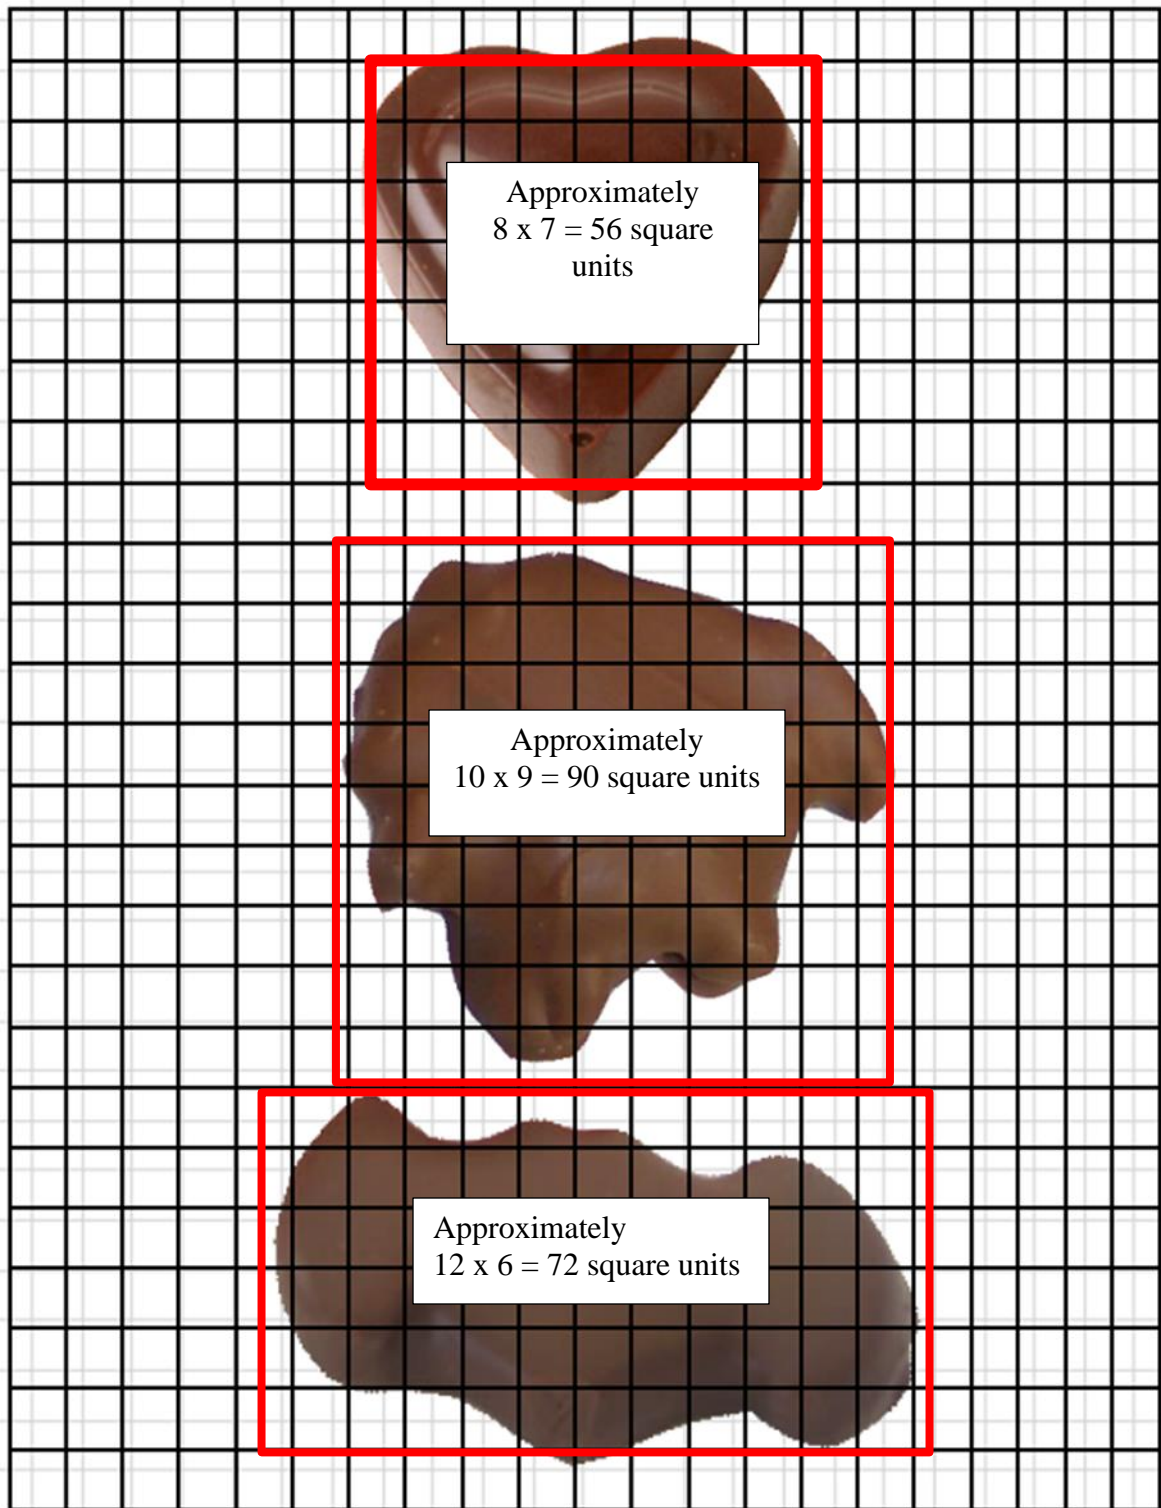 Approximately
8 x 7 = 56 square
units
Approximately
10 x 9 = 90 square units
Approximately
12 x 6 = 72 square units